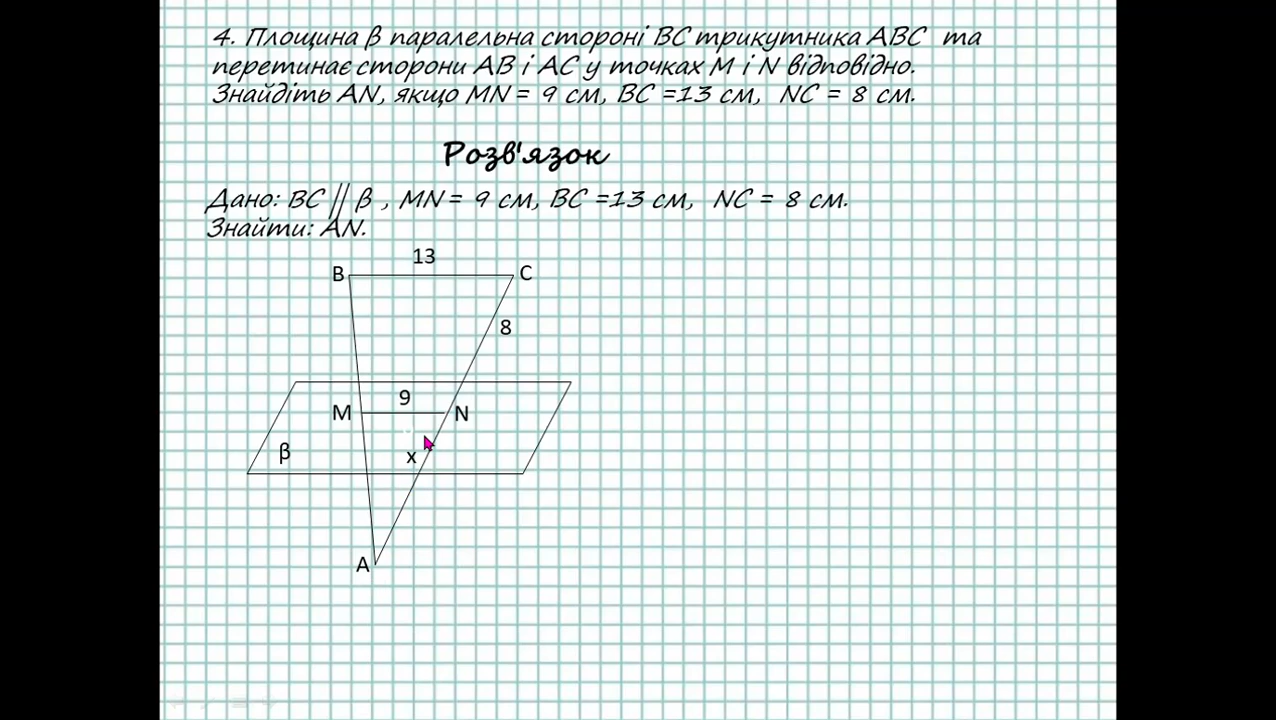 4. Площина β паралельна стороні BC трикутника ABC та
перетинає сторони AB і AC у точках M і N відповідно.
Знайдіть AN, якщо MN = 9 см, BC =13 см, NC = 8 см.
Розв'язок
Дано: BC || β , MN = 9 см, BC =13 см, NC = 8 см.
Знайти: AN.
13
B
C
8
9
M
N
β
x
A